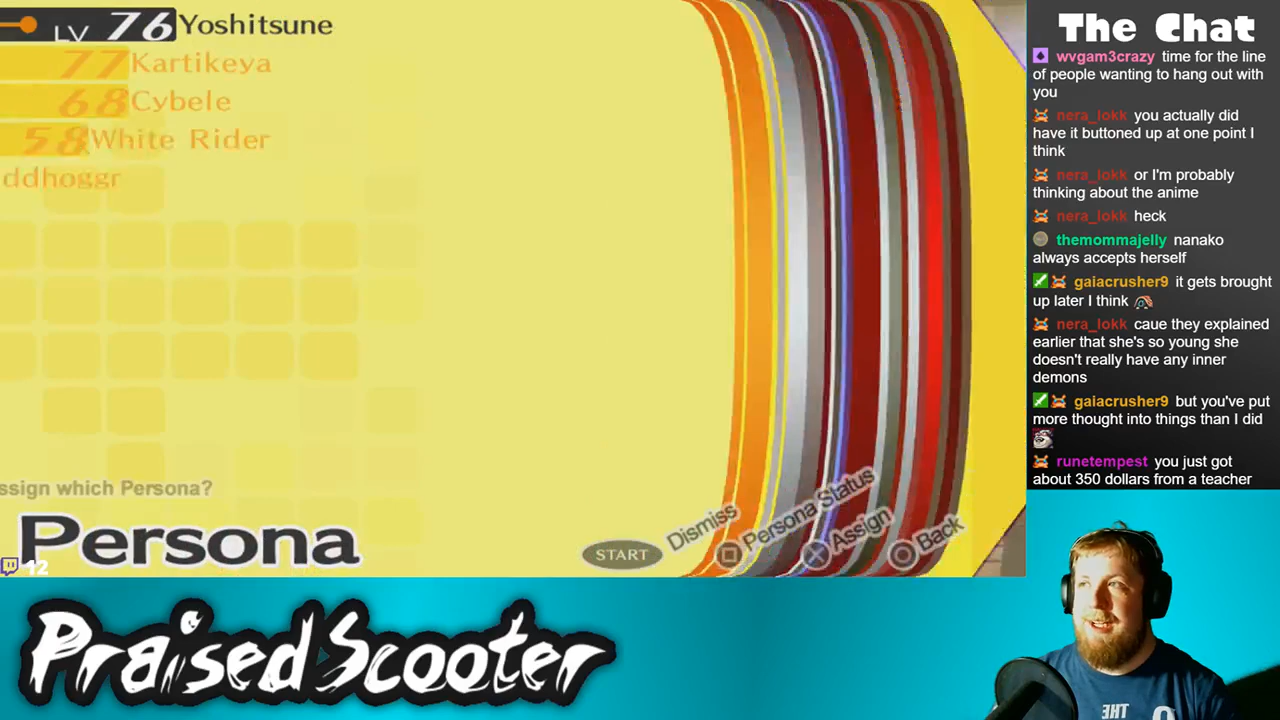 LV 76 Yoshitsune
77 Kartikeya
68 Cybele
58 White Rider
ddhoggr
ssign which Persona?
Persona
12
START Dismiss
Persona Status
Assign
Back
The Chat
wvgam3crazy time for the line
of people wanting to hang out with
you
nera_lokk you actually did
have it buttoned up at one point I
think
nera_lokk or I'm probably
thinking about the anime
nera_lokk heck
themommajelly nanako
always accepts herself
gaiacrusher9 it gets brought
up later I think
nera_lokk caue they explained
earlier that she's so young she
doesn't really have any inner
demons
gaiacrusher9 but you've put
more thought into things than I did
runetempest you just got
about 350 dollars from a teacher
PraisedScooter
THE